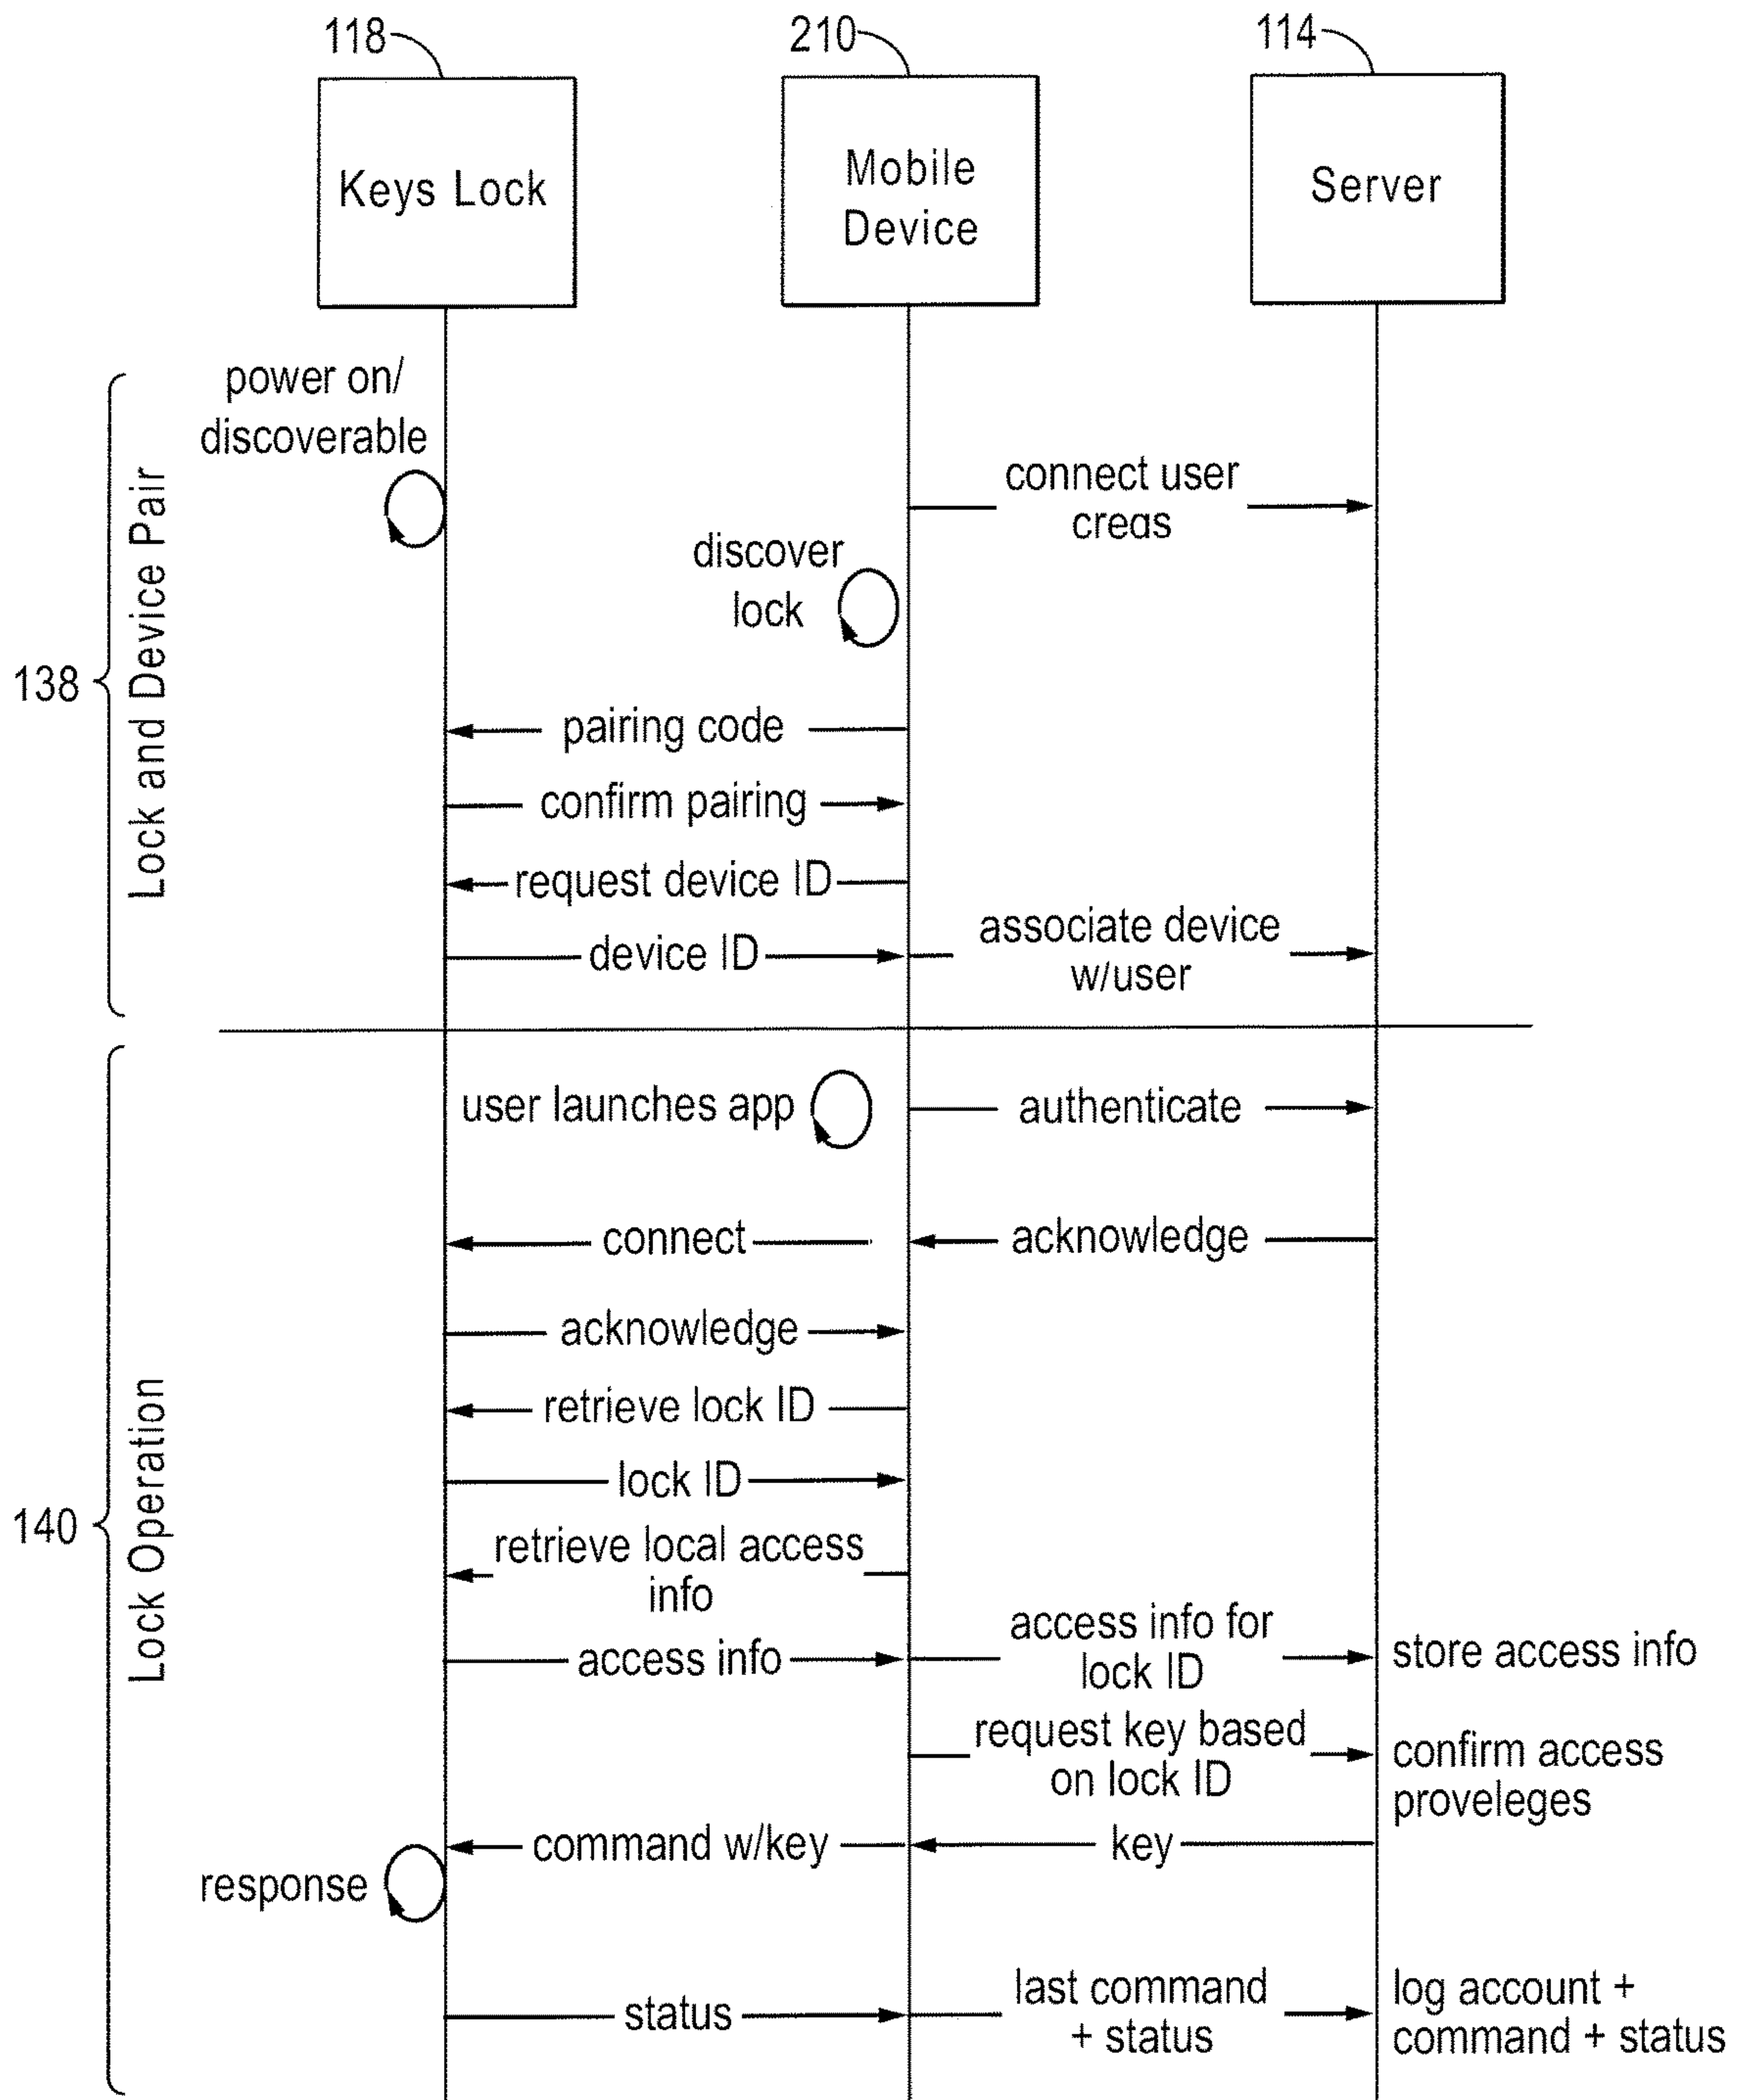 118
210
114
Keys Lock
Mobile
Device
Server
138
Lock and Device Pair
power on/
discoverable
connect user
creds
discover
lock
pairing code
confirm pairing
request device ID
device ID
associate device
w/user
140
Lock Operation
user launches app
authenticate
connect
acknowledge
acknowledge
retrieve lock ID
lock ID
retrieve local access
info
access info
access info for
lock ID
store access info
request key based
on lock ID
confirm access
proveleges
command w/key
key
response
status
last command
+ status
log account +
command + status